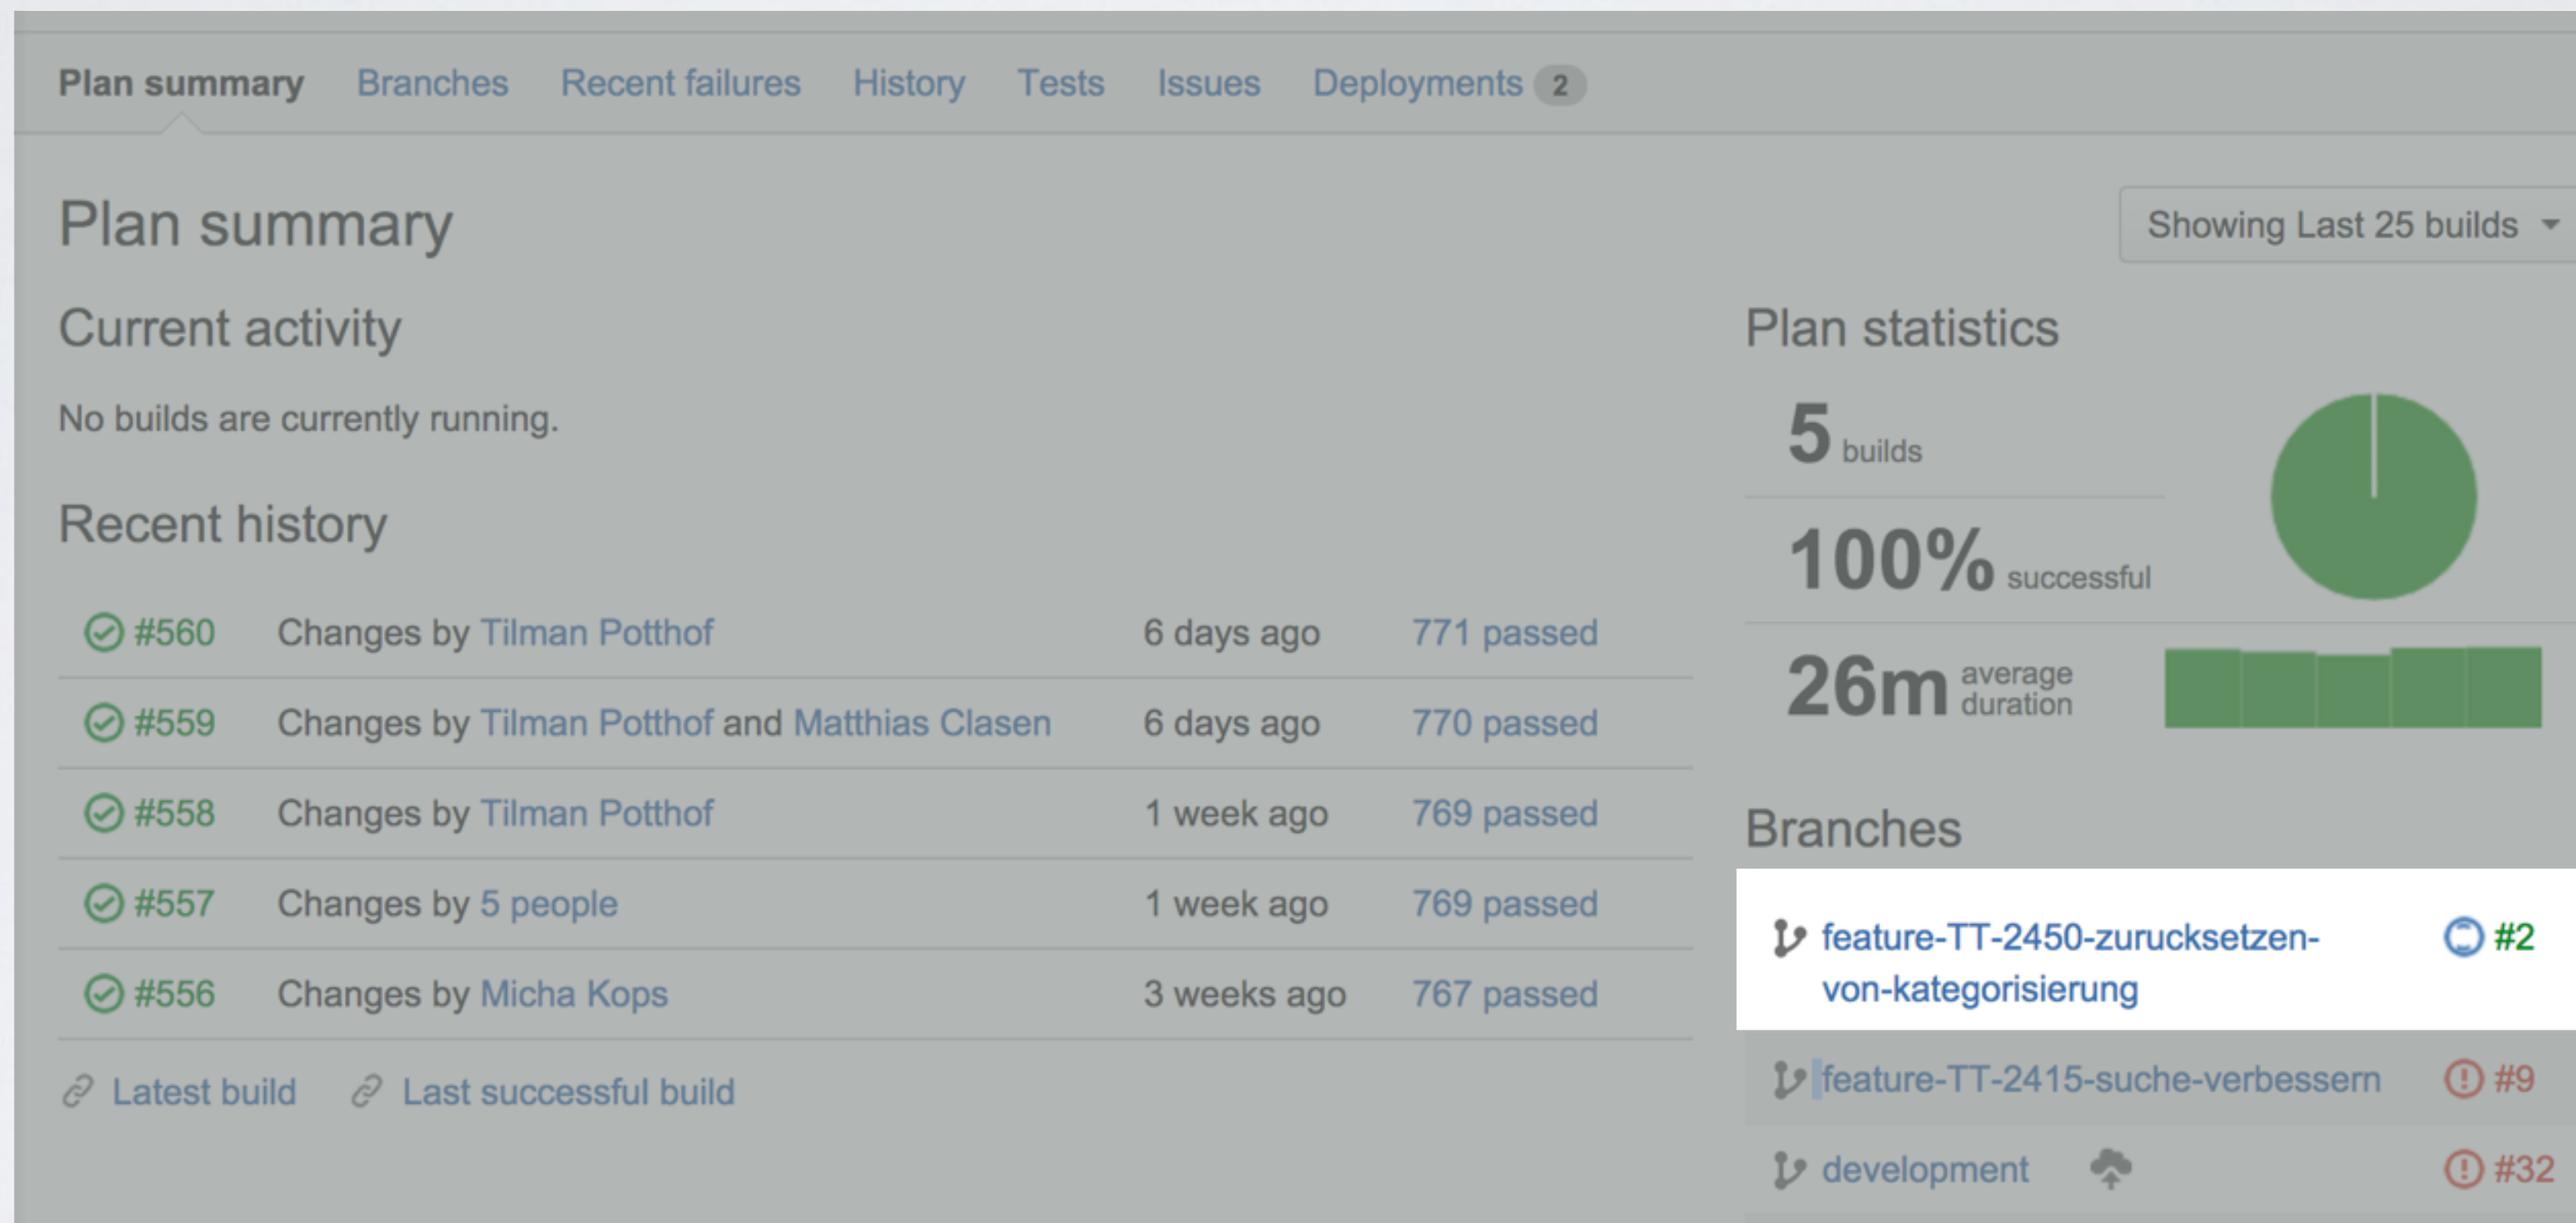 Plan summary Branches Recent failures History Tests Issues Deployments 2
Plan summary
Showing Last 25 builds
Current activity
No builds are currently running.
Recent history
#560 Changes by Tilman Potthof 6 days ago 771 passed
#559 Changes by Tilman Potthof and Matthias Clasen 6 days ago 770 passed
#558 Changes by Tilman Potthof 1 week ago 769 passed
#557 Changes by 5 people 1 week ago 769 passed
#556 Changes by Micha Kops 3 weeks ago 767 passed
Latest build Last successful build
Plan statistics
5 builds
100% successful
26m average
duration
Branches
feature-TT-2450-zurucksetzen- #2
von-kategorisierung
feature-TT-2415-suche-verbessern #9
development #32